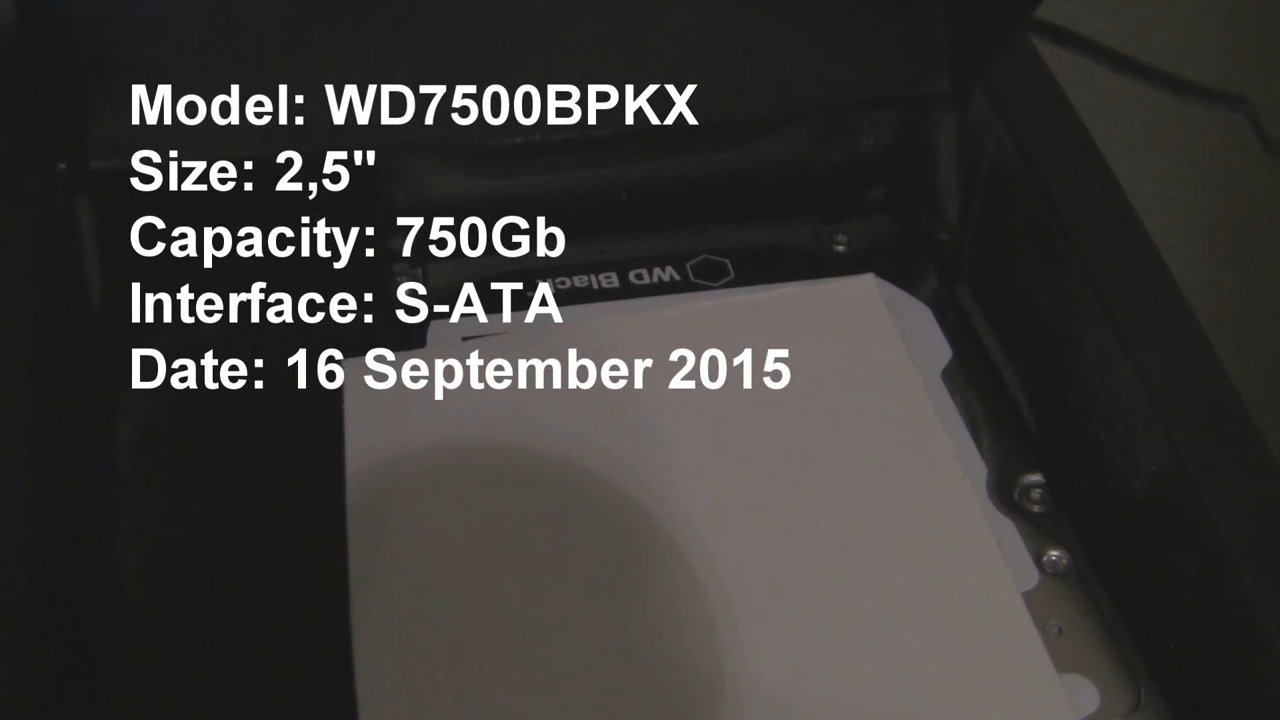 Model: WD7500BPKX
Size: 2,5"
Capacity: 750Gb
Interface: S-ATA
Date: 16 September 2015
WD Black